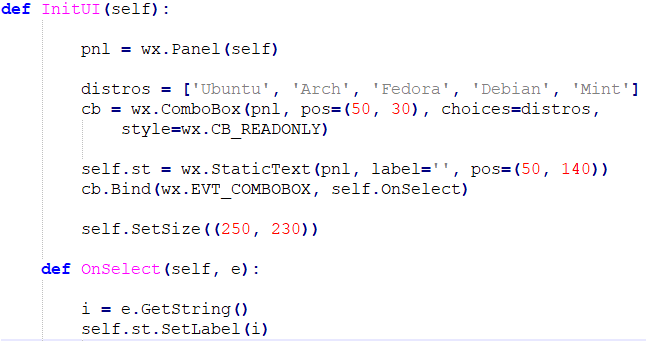 def InitUI(self):
pnl = wx.Panel(self)
distros = ['Ubuntu', 'Arch', 'Fedora', 'Debian', 'Mint']
cb = wx.ComboBox(pnl, pos=(50, 30), choices=distros,
style=wx.CB_READONLY)
self.st = wx.StaticText(pnl, label='', pos=(50, 140))
cb.Bind(wx.EVT_COMBOBOX, self.OnSelect)
self.SetSize((250, 230))
def OnSelect(self, e):
i = e.GetString()
self.st.SetLabel(i)